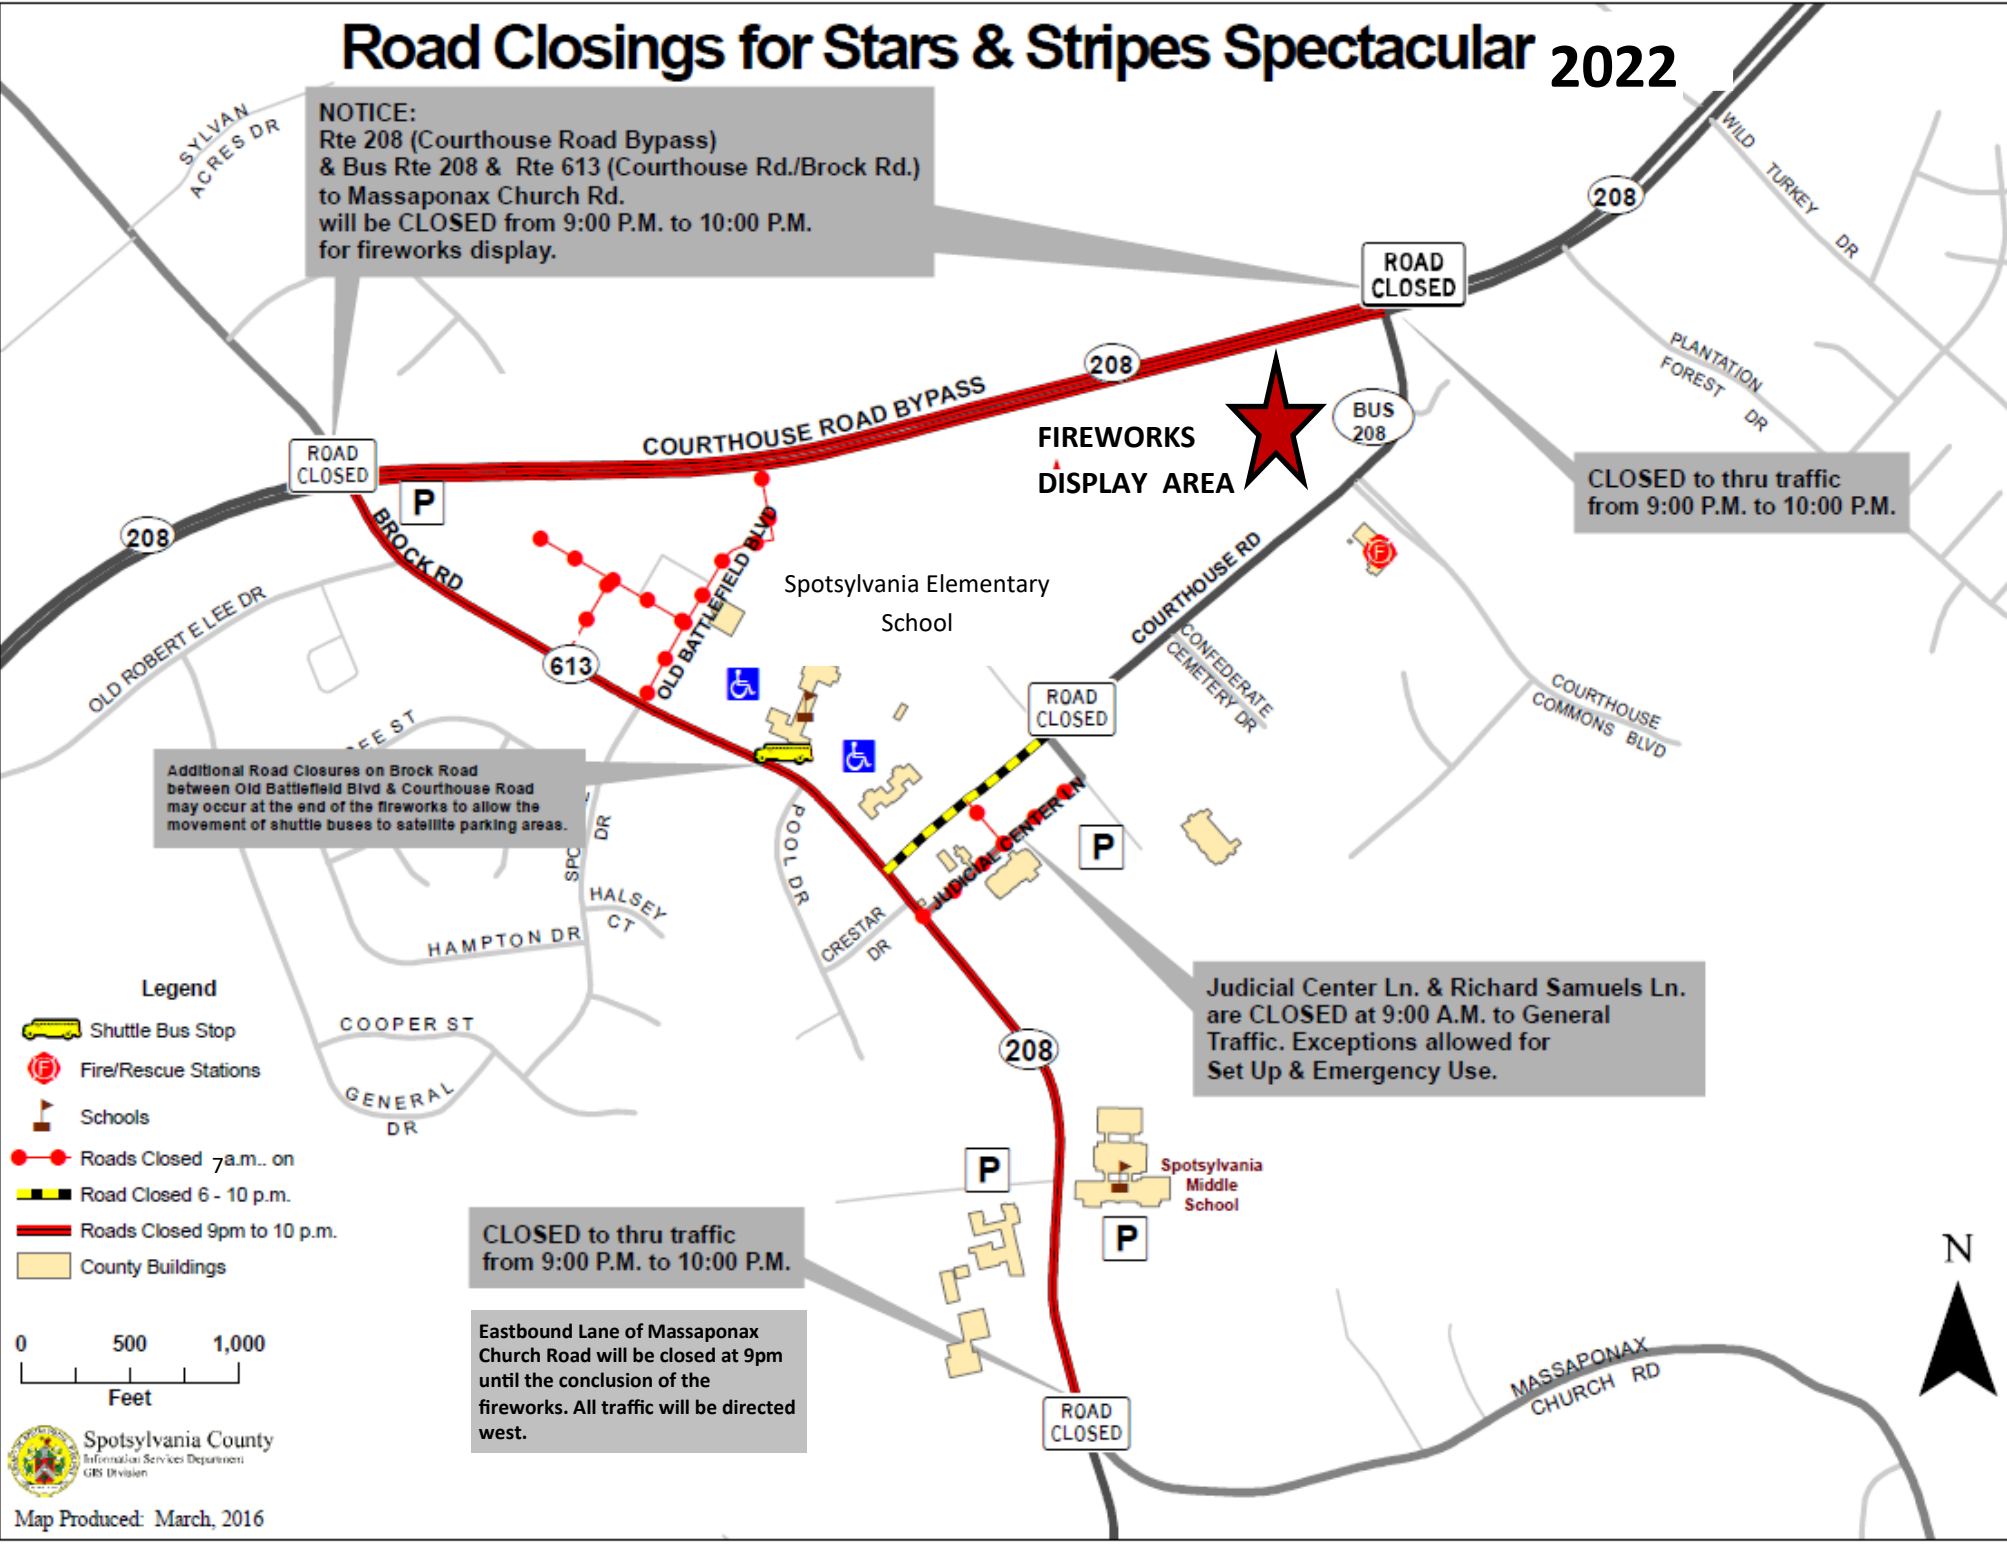 Road Closings for Stars & Stripes Spectacular 2022
NOTICE:
Rte 208 (Courthouse Road Bypass)
& Bus Rte 208 & Rte 613 (Courthouse Rd./Brock Rd.)
to Massaponax Church Rd.
will be CLOSED from 9:00 P.M. to 10:00 P.M.
for fireworks display.
SYLVAN
ACRES DR
WILD TURKEY DR
208
ROAD
CLOSED
PLANTATION
FOREST DR
208
COURTHOUSE ROAD BYPASS
BUS
208
FIREWORKS
DISPLAY AREA
CLOSED to thru traffic
from 9:00 P.M. to 10:00 P.M.
ROAD
CLOSED
P
208
BROCK RD
OLD BATTLEFIELD BLVD
F
Spotsylvania Elementary
School
COURTHOUSE RD
CONFEDERATE
CEMETERY DR
OLD ROBERT E LEE DR
613
COURTHOUSE
COMMONS BLVD
ROAD
CLOSED
EE ST
Additional Road Closures on Brock Road
between Old Battlefield Blvd & Courthouse Road
may occur at the end of the fireworks to allow the
movement of shuttle buses to satellite parking areas.
SPO
DR
POOL DR
JUDICIAL CENTER LN
P
HALSEY
CT
HAMPTON DR
CRESTAR
DR
Judicial Center Ln. & Richard Samuels Ln.
are CLOSED at 9:00 A.M. to General
Traffic. Exceptions allowed for
Set Up & Emergency Use.
COOPER ST
GENERAL
DR
208
Legend
Shuttle Bus Stop
F
Fire/Rescue Stations
Schools
Roads Closed 7a.m.. on
Road Closed 6 - 10 p.m.
Roads Closed 9pm to 10 p.m.
County Buildings
P
Spotsylvania
Middle
School
P
CLOSED to thru traffic
from 9:00 P.M. to 10:00 P.M.
Eastbound Lane of Massaponax
Church Road will be closed at 9pm
until the conclusion of the
fireworks. All traffic will be directed
west.
ROAD
CLOSED
MASSAPONAX
CHURCH RD
N
0 500 1,000
Feet
Spotsylvania County
Information Services Department
GIS Division
Map Produced: March, 2016